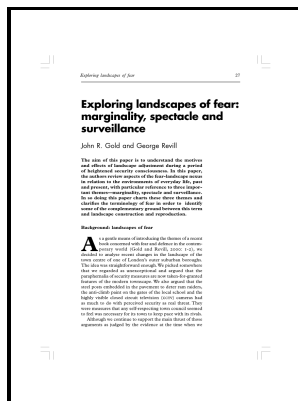 Exploring landscapes of fear 27
Exploring landscapes of fear:
marginality, spectacle and
surveillance
John R. Gold and George Revill
The aim of this paper is to understand the motives
and effects of landscape adjustment during a period
of heightened security consciousness. In this paper,
the authors review aspects of the fear-landscape nexus
in relation to the environments of everyday life, past
and present, with particular reference to three impor-
tant themes—marginality, spectacle and surveillance.
In so doing this paper charts these three themes and
clarifies the terminology of fear in order to identify
some of the complementary ground between this term
and landscape construction and reproduction.
Background: landscapes of fear
As a gentle means of introducing the themes of a recent
book concerned with fear and defence in the contem-
porary world (Gold and Revill, 2000: 1-2), we
decided to analyse recent changes in the landscape of the
town centre of one of London's outer suburban boroughs.
The idea was straightforward enough. We picked somewhere
that we regarded as unexceptional and argued that the
paraphernalia of security measures are now taken-for-granted
features of the modern townscape. We also argued that the
steel posts embedded in the pavement to deter ram raiders,
the anti-climb paint on the gates of the local school and the
highly visible closed circuit television (CCTV) cameras had
as much to do with perceived security as real threat. They
were measures that any self-respecting town council seemed
to feel was necessary for its town to keep pace with its rivals.
Although we continue to support the main thrust of these
arguments as judged by the evidence at the time when we